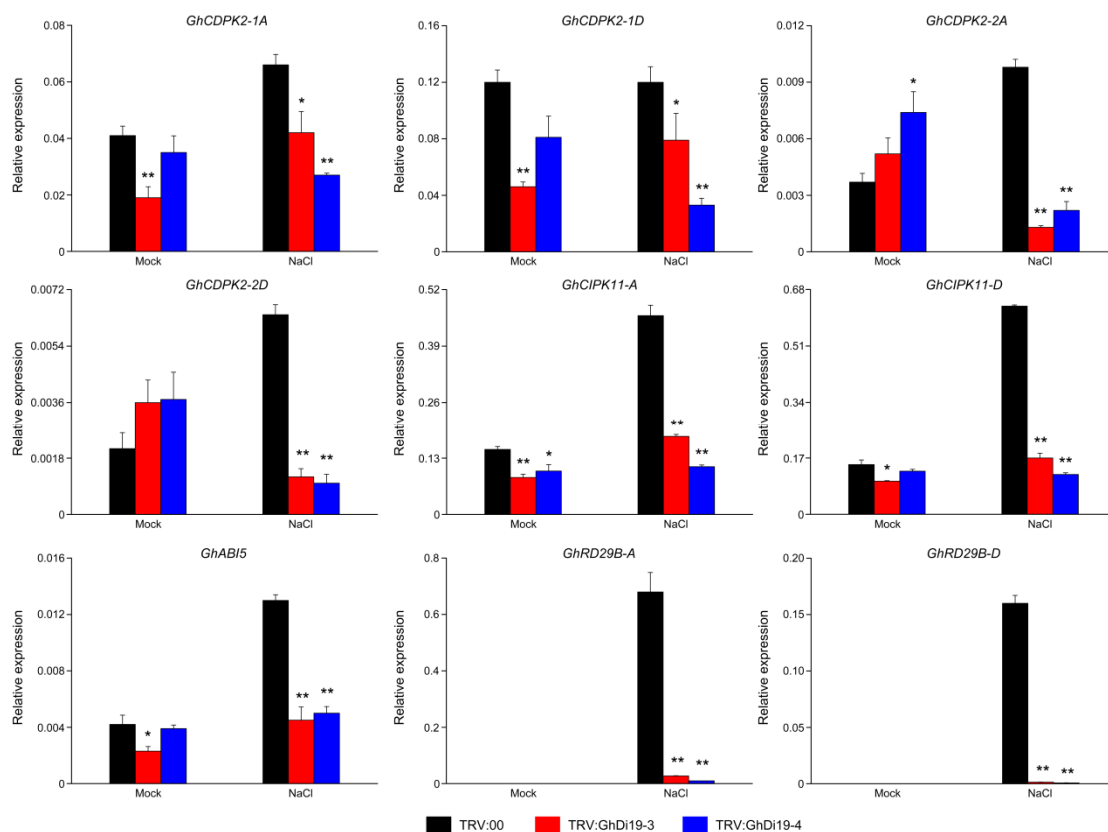 GhCDPK2-1A
Relative expression
0.08
0.06
0.04
0.02
0
**
*
**
Mock
NaCl
GhCDPK2-1D
Relative expression
0.16
0.12
0.08
0.04
0
**
*
**
Mock
NaCl
GhCDPK2-2A
Relative expression
0.012
0.009
0.006
0.003
0
*
**
**
Mock
NaCl
GhCDPK2-2D
Relative expression
0.0072
0.0054
0.0036
0.0018
0
**
**
Mock
NaCl
GhCIPK11-A
Relative expression
0.52
0.39
0.26
0.13
0
**
*
**
**
Mock
NaCl
GhCIPK11-D
Relative expression
0.68
0.51
0.34
0.17
0
*
**
**
Mock
NaCl
GhABI5
Relative expression
0.016
0.012
0.008
0.004
0
*
**
**
Mock
NaCl
GhRD29B-A
Relative expression
0.8
0.6
0.4
0.2
0
**
**
Mock
NaCl
GhRD29B-D
Relative expression
0.20
0.15
0.10
0.05
0
**
**
Mock
NaCl
TRV:00
TRV:GhDi19-3
TRV:GhDi19-4